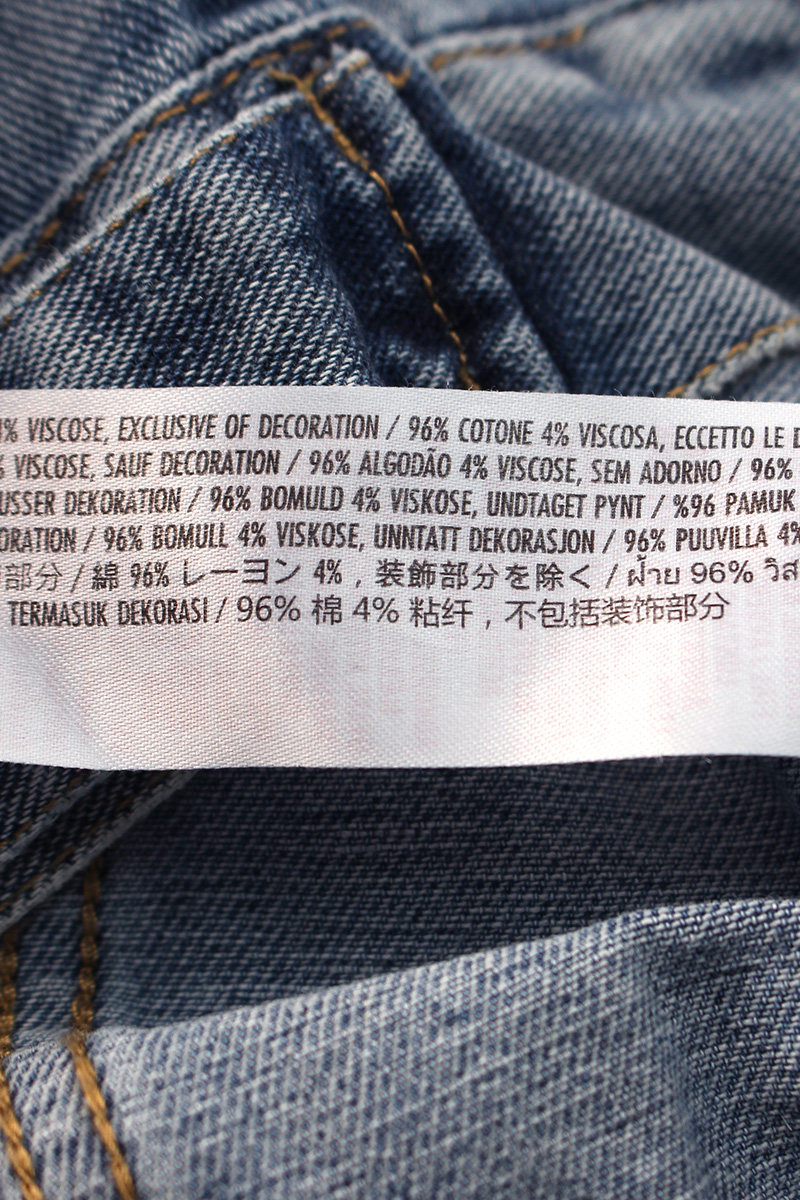 % VISCOSE, EXCLUSIVE OF DECORATION / 96% COTONE 4% VISCOSA, ECCETTO LE
% VISCOSE, SAUF DECORATION / 96% ALGODÃO 4% VISCOSE, SEM ADORNO / 96%
USSER DEKORATION / 96% BOMULD 4% VISKOSE, UNDTAGET PYNT / %96 PAMUK
ORATION / 96% BOMULL 4% VISKOSE, UNNTATT DEKORASJON / 96% PUUVILLA 4%
部分 / 綿 96% レーヨン 4% , 装飾部分を除く / ฝ้าย 96% วิส
TERMASUK DEKORASI / 96% 棉 4% 粘纤 , 不包括装饰部分